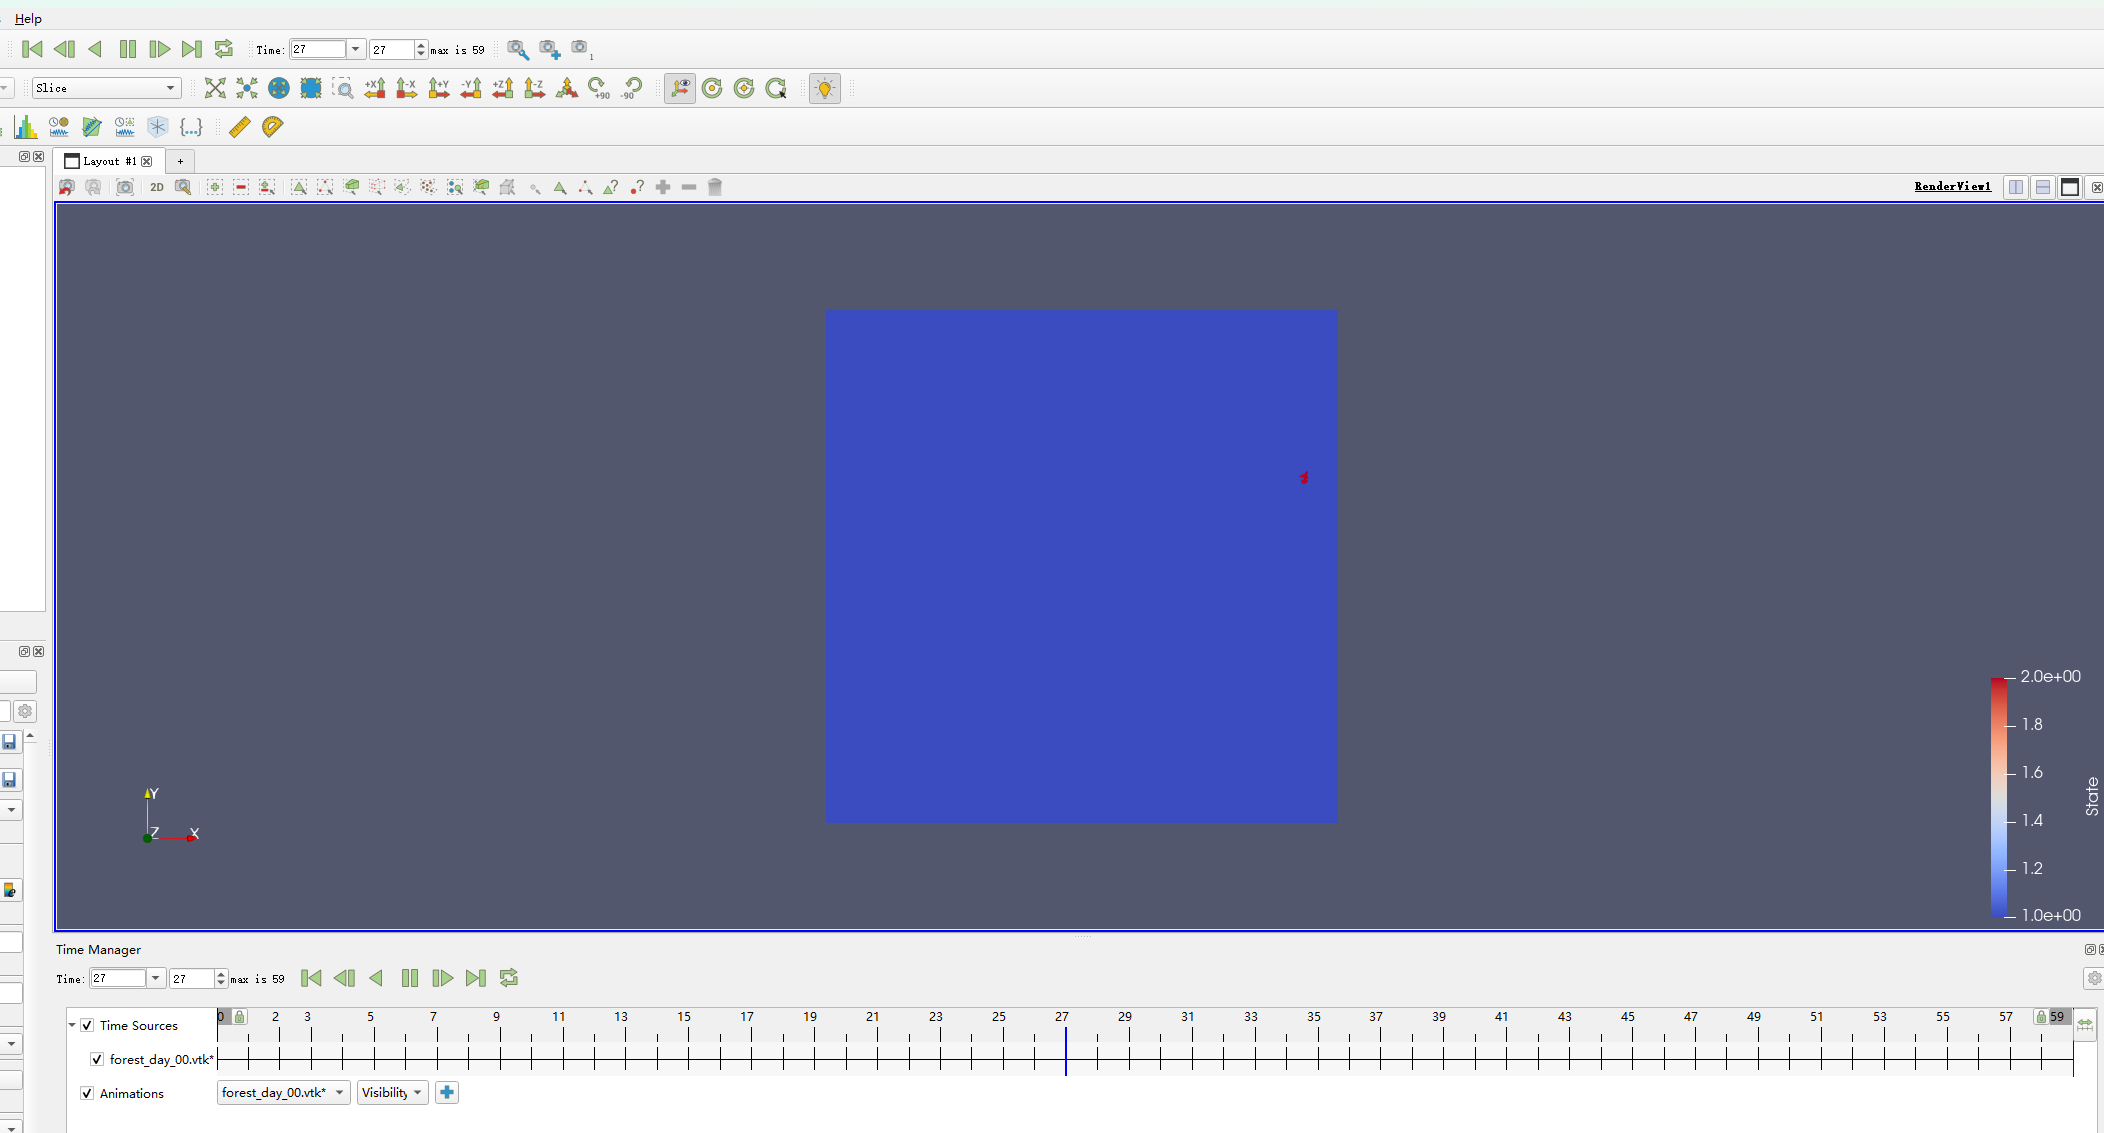 Help
Time: 27 27 max is 59
1
Slice
+X -X +Y -Y +Z -Z +90 -90
{...}
Layout #1 +
2D ? ? RenderView1
2.0e+00
1.8
1.6
1.4
1.2
1.0e+00
State
Y
Z X
Time Manager
Time: 27 27 max is 59
0 2 3 5 7 9 11 13 15 17 19 21 23 25 27 29 31 33 35 37 39 41 43 45 47 49 51 53 55 57 59
Time Sources
forest_day_00.vtk*
Animations forest_day_00.vtk* Visibility